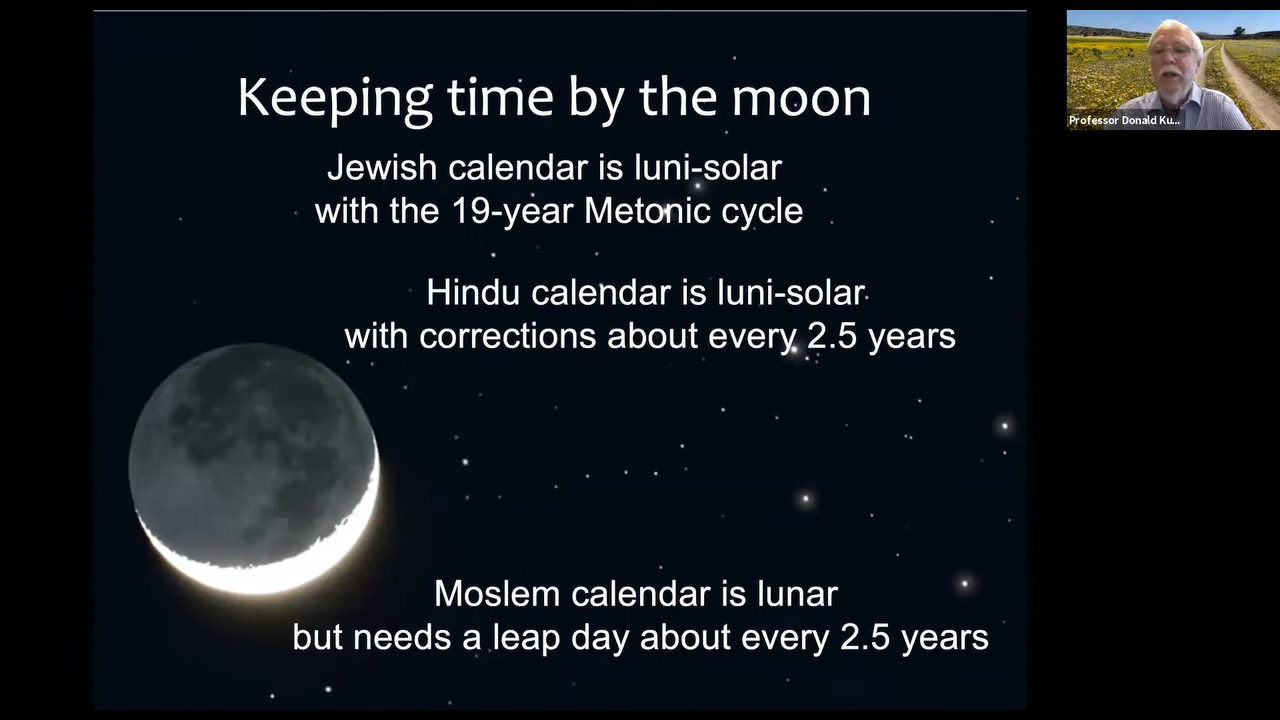 Keeping time by the moon
Jewish calendar is luni-solar
with the 19-year Metonic cycle
Hindu calendar is luni-solar
with corrections about every 2.5 years
Moslem calendar is lunar
but needs a leap day about every 2.5 years
Professor Donald Ku...